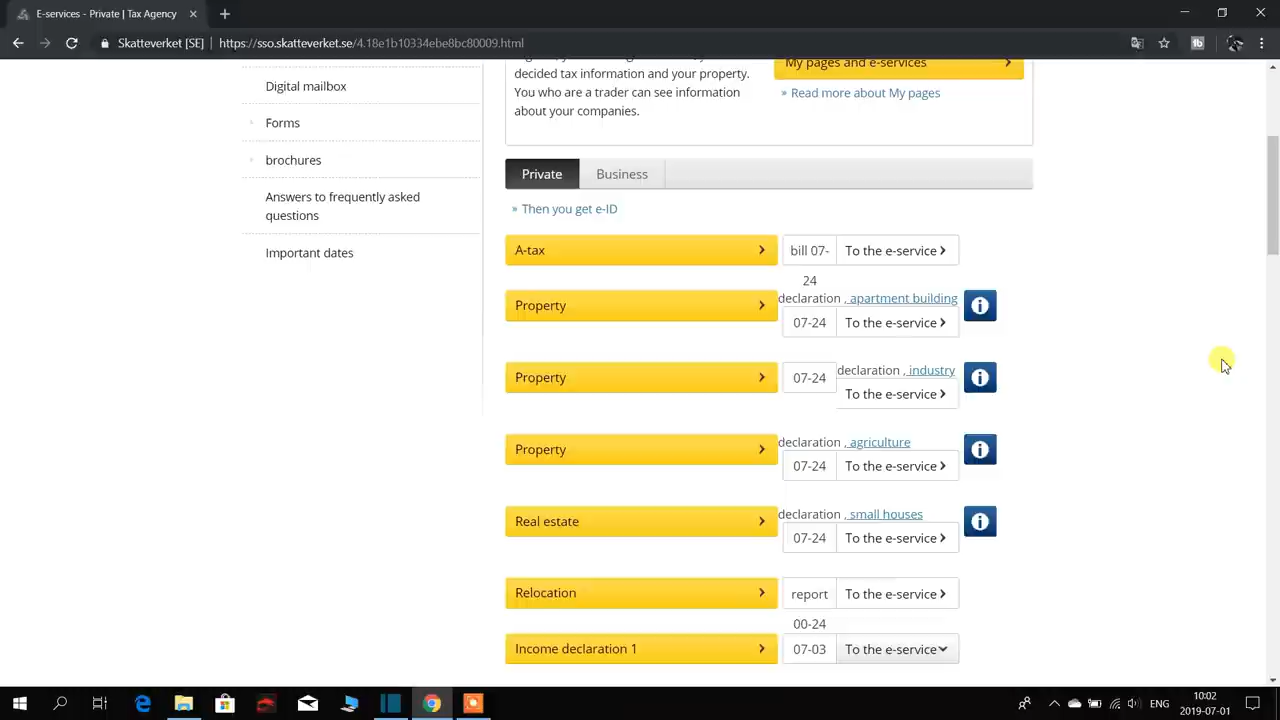 E-services - Private | Tax Agency
Skatteverket [SE] | https://sso.skatteverket.se/4.18e1b10334ebe8bc80009.html
My pages and e-services
decided tax information and your property.
You who are a trader can see information
about your companies.
» Read more about My pages
Digital mailbox
Forms
brochures
Answers to frequently asked
questions
Important dates
Private
Business
» Then you get e-ID
A-tax
bill 07-
24
To the e-service
Property
declaration , apartment building
07-24
To the e-service
Property
07-24
declaration , industry
To the e-service
Property
declaration , agriculture
07-24
To the e-service
Real estate
declaration , small houses
07-24
To the e-service
Relocation
report
00-24
To the e-service
Income declaration 1
07-03
To the e-service
ENG
10:02
2019-07-01